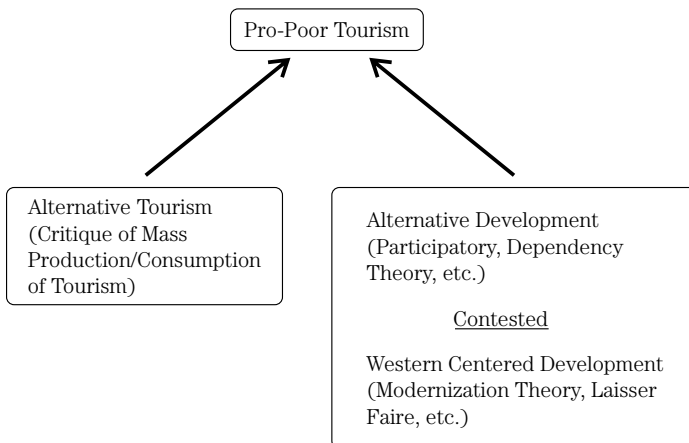 Pro-Poor Tourism
Alternative Tourism
(Critique of Mass
Production/Consumption
of Tourism)
Alternative Development
(Participatory, Dependency
Theory, etc.)
Contested
Western Centered Development
(Modernization Theory, Laisser
Faire, etc.)